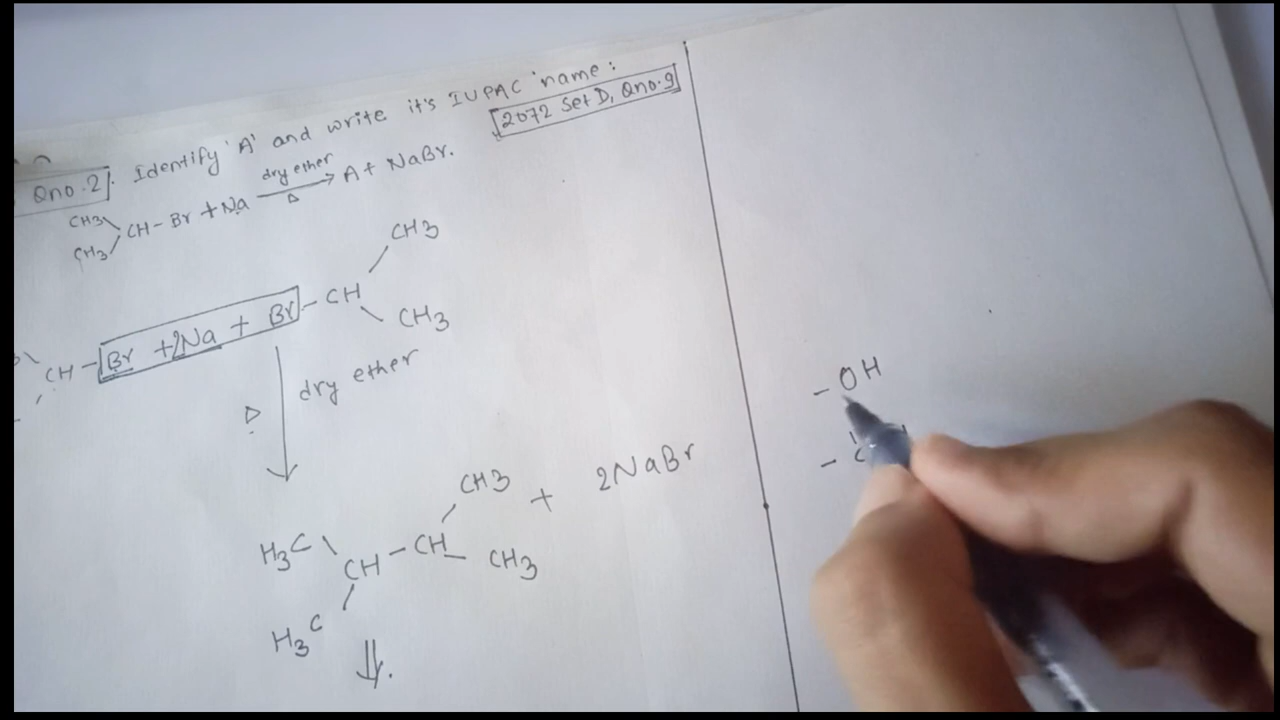 Qno.2]. Identify 'A' and write it's IUPAC name:
[2072 Set D, Qno.9]
CH3
CH - Br + Na dry ether → A + NaBr.
CH3 Δ
CH3
CH - Br + 2Na + Br - CH
CH3
Δ dry ether
CH3
H3C + 2NaBr
CH - CH
CH3
H3C
- OH